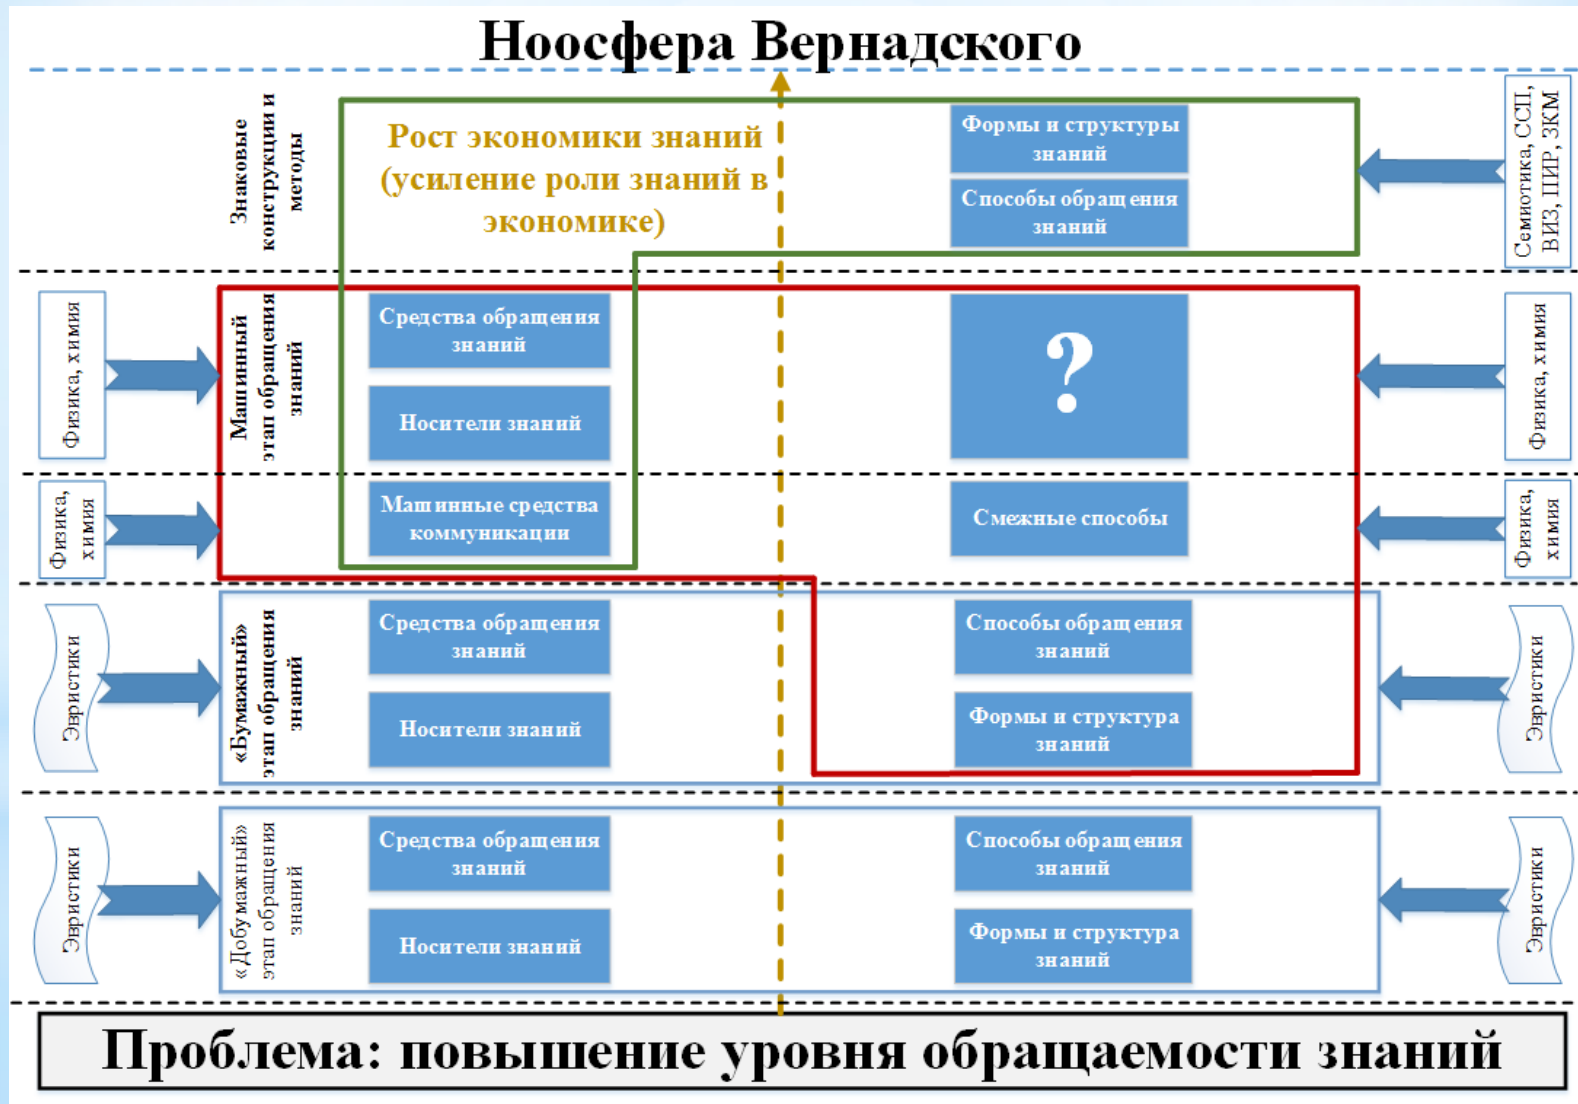 Ноосфера Вернадского
Знаковые
конструкции и
методы
Рост экономики знаний
(усиление роли знаний в
экономике)
Формы и структуры
знаний
Способы обращения
знаний
Семиотика, ССП,
ВИЗ, ПИР, ЗКМ
Физика, химия
Машинный
этап обращения
знаний
Средства обращения
знаний
Носители знаний
?
Физика, химия
Физика,
химия
Машинные средства
коммуникации
Смежные способы
Физика,
химия
Эвристики
«Бумажный»
этап обращения
знаний
Средства обращения
знаний
Носители знаний
Способы обращения
знаний
Формы и структура
знаний
Эвристики
Эвристики
«Добумажный»
этап обращения
знаний
Средства обращения
знаний
Носители знаний
Способы обращения
знаний
Формы и структура
знаний
Эвристики
Проблема: повышение уровня обращаемости знаний